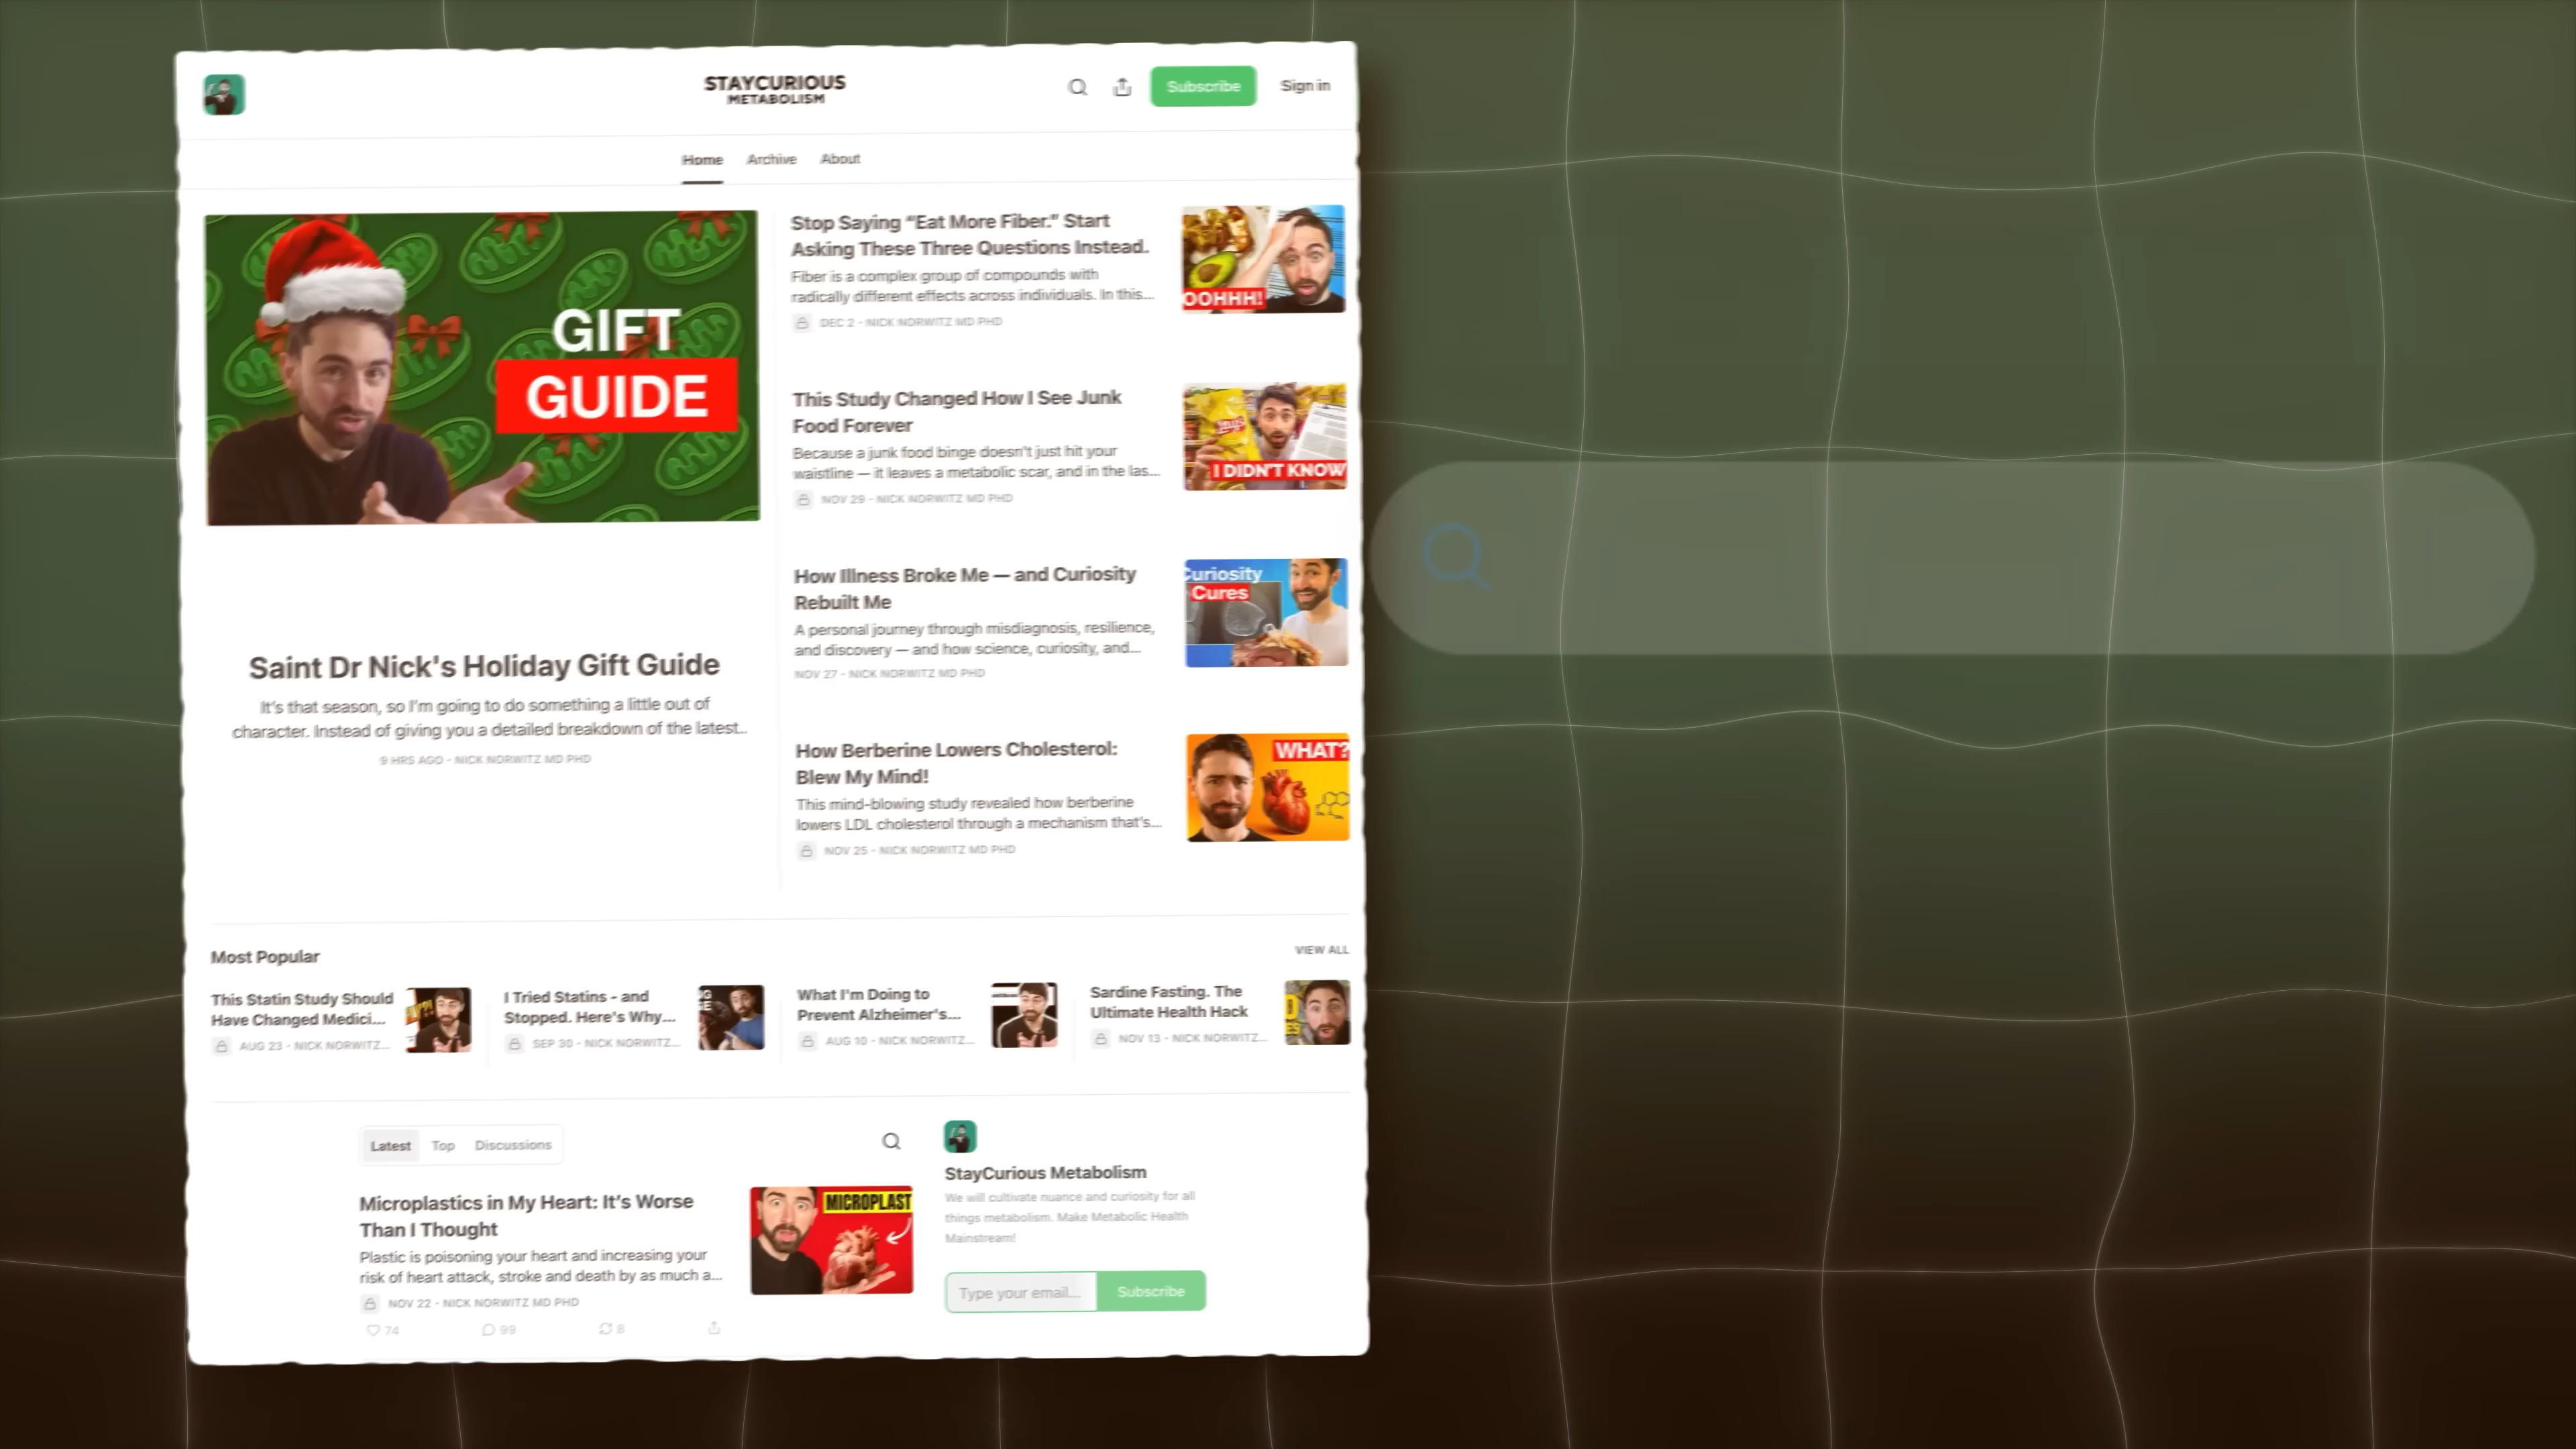 STAYCURIOUS
METABOLISM
Subscribe
Sign in
Home
Archive
About
GIFT
GUIDE
Saint Dr Nick's Holiday Gift Guide
It's that season, so I'm going to do something a little out of
character. Instead of giving you a detailed breakdown of the latest...
9 HRS AGO • NICK NORWITZ MD PHD
Stop Saying “Eat More Fiber.” Start
Asking These Three Questions Instead.
Fiber is a complex group of compounds with
radically different effects across individuals. In this...
DEC 2 • NICK NORWITZ MD PHD
OOHHH!
This Study Changed How I See Junk
Food Forever
Because a junk food binge doesn't just hit your
waistline — it leaves a metabolic scar, and in the las...
NOV 29 • NICK NORWITZ MD PHD
Lay's
I DIDN'T KNOW
How Illness Broke Me — and Curiosity
Rebuilt Me
A personal journey through misdiagnosis, resilience,
and discovery — and how science, curiosity, and...
NOV 27 • NICK NORWITZ MD PHD
Curiosity
Cures
How Berberine Lowers Cholesterol:
Blew My Mind!
This mind-blowing study revealed how berberine
lowers LDL cholesterol through a mechanism that's...
NOV 25 • NICK NORWITZ MD PHD
WHAT?
Most Popular
VIEW ALL
This Statin Study Should
Have Changed Medici...
AUG 23 • NICK NORWITZ...
I Tried Statins - and
Stopped. Here's Why...
SEP 30 • NICK NORWITZ...
What I'm Doing to
Prevent Alzheimer's...
AUG 10 • NICK NORWITZ...
Sardine Fasting. The
Ultimate Health Hack
NOV 13 • NICK NORWITZ...
Latest
Top
Discussions
Microplastics in My Heart: It's Worse
Than I Thought
Plastic is poisoning your heart and increasing your
risk of heart attack, stroke and death by as much a...
NOV 22 • NICK NORWITZ MD PHD
74
99
8
MICROPLAST
StayCurious Metabolism
We will cultivate nuance and curiosity for all
things metabolism. Make Metabolic Health
Mainstream!
Type your email...
Subscribe